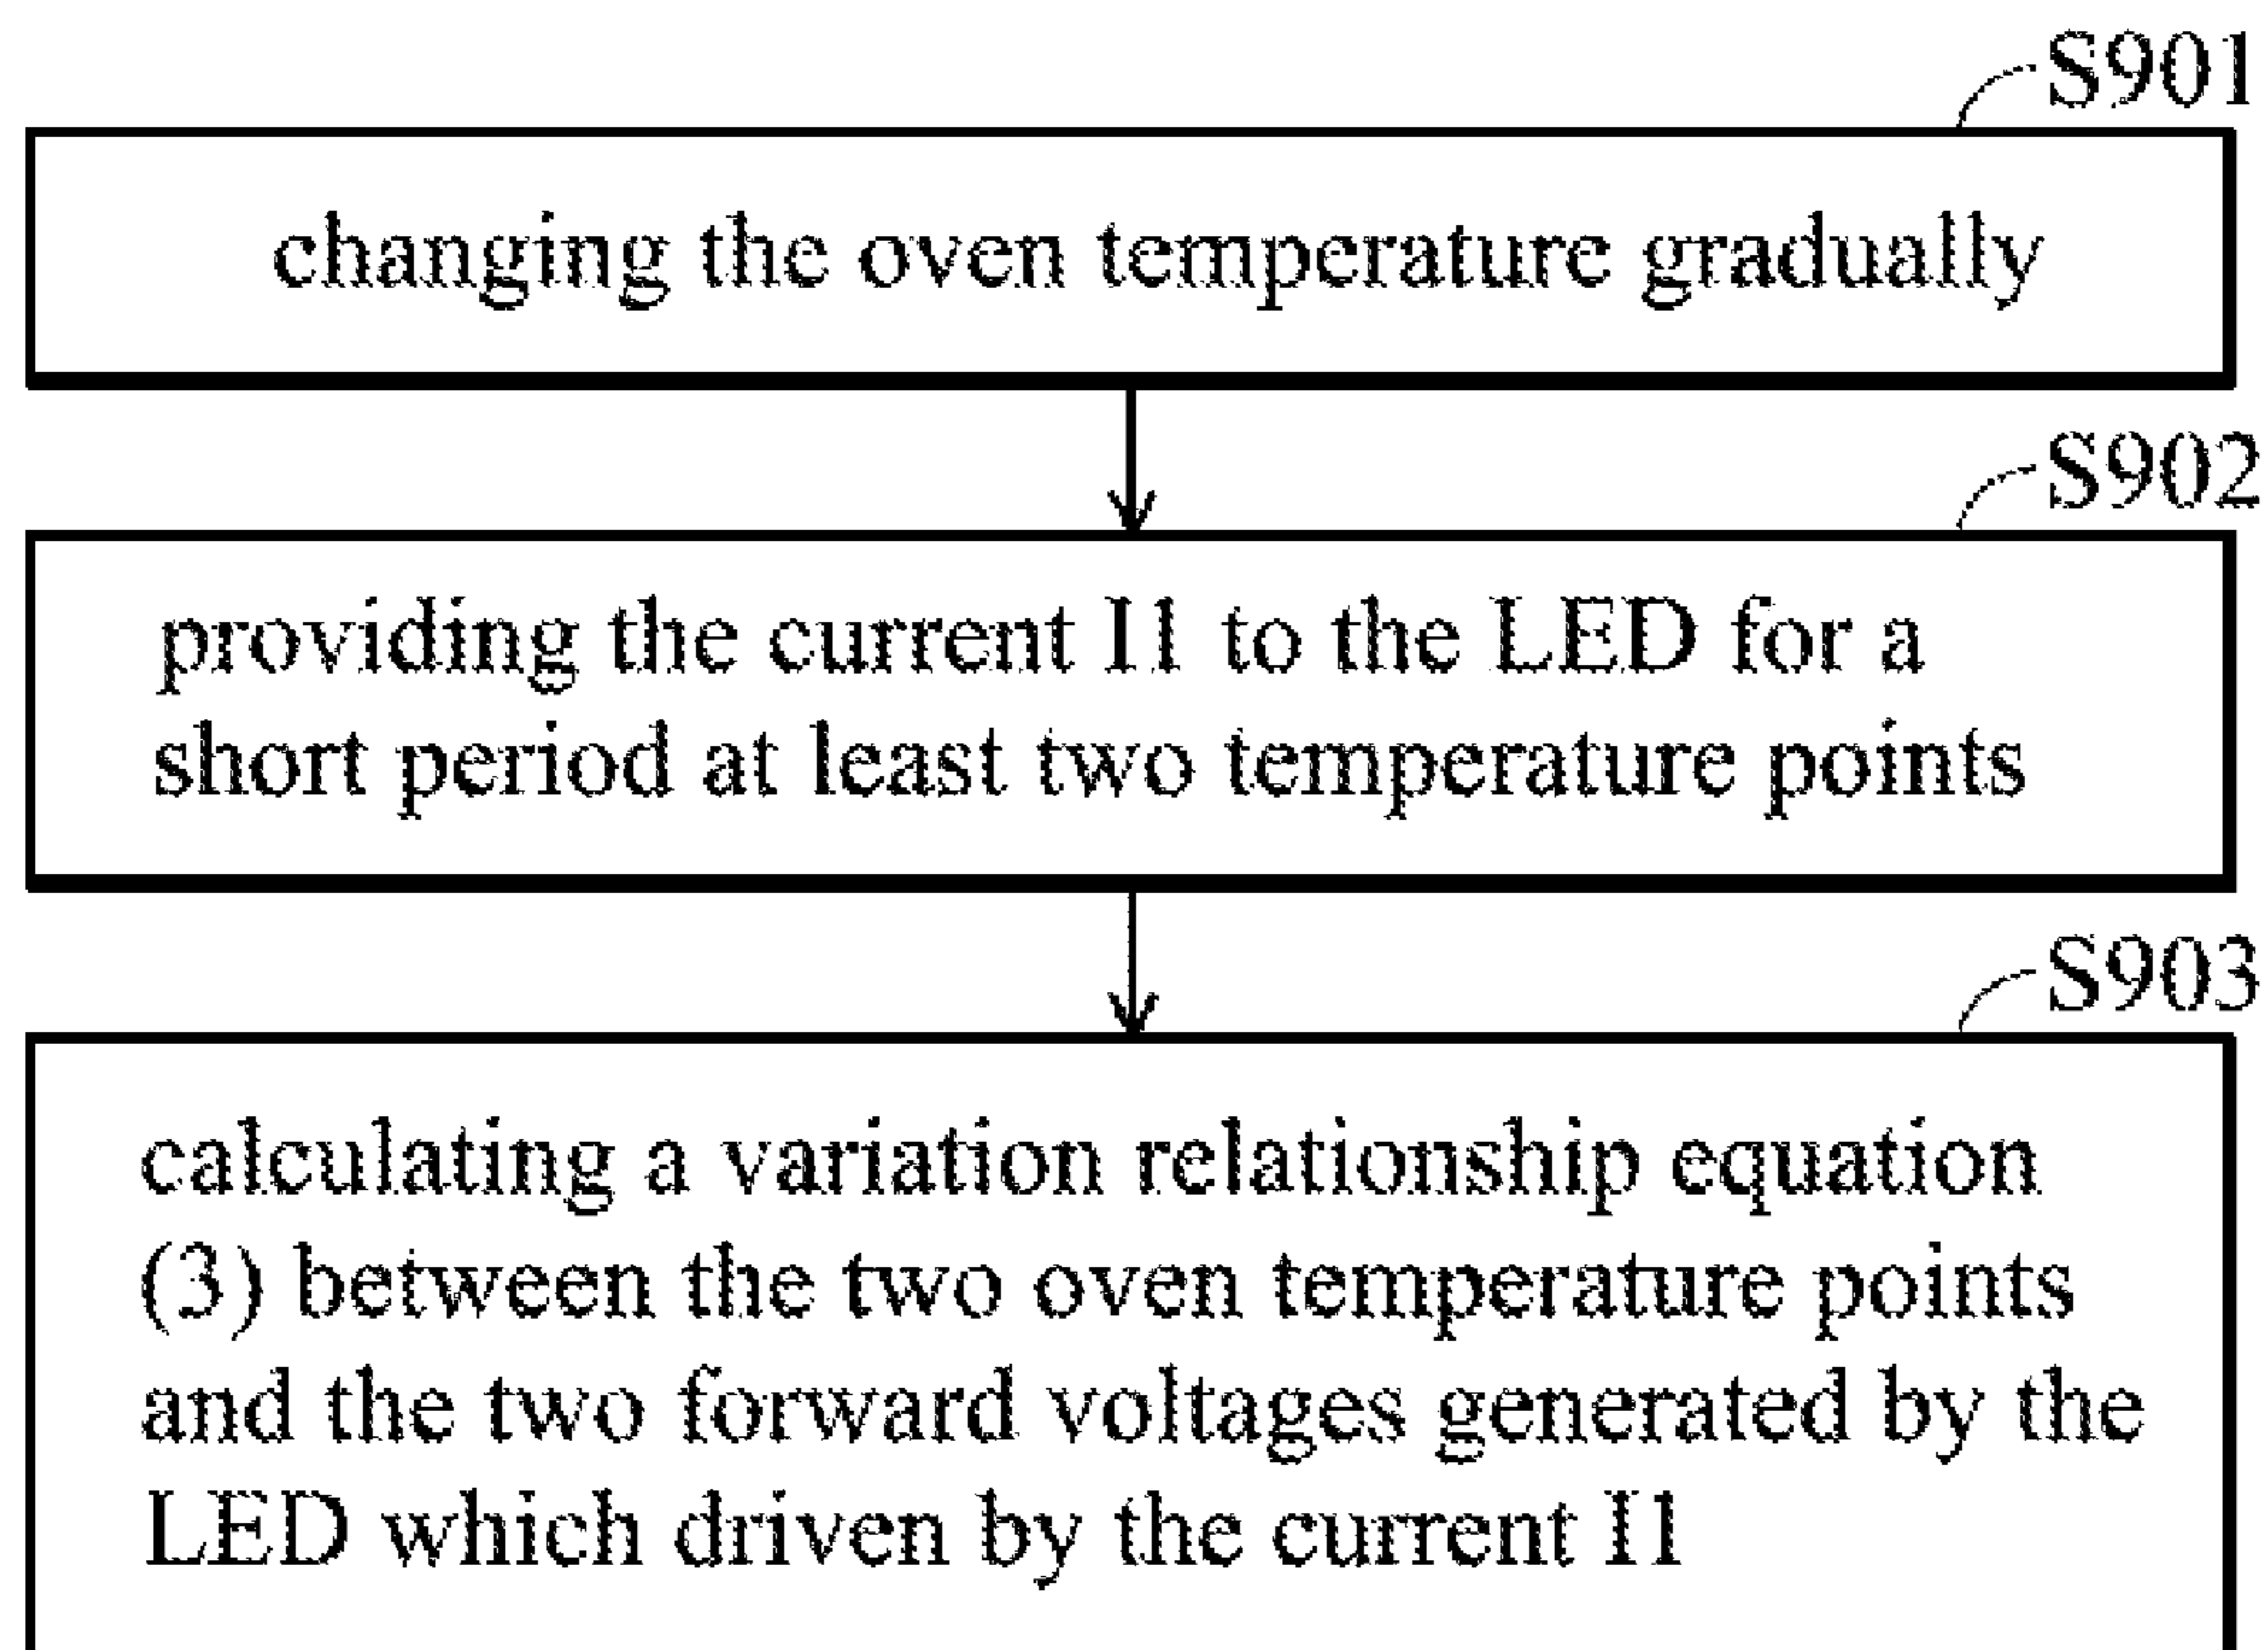 S901
changing the oven temperature gradually
S902
providing the current I1 to the LED for a
short period at least two temperature points
S903
calculating a variation relationship equation
(3) between the two oven temperature points
and the two forward voltages generated by the
LED which driven by the current I1